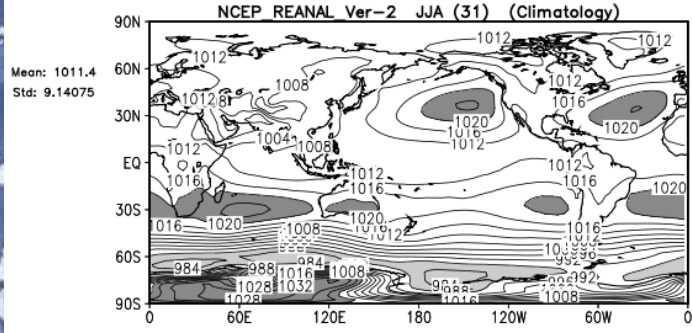 NCEP_REANAL_Ver-2 JJA (31) (Climatology)
Mean: 1011.4
Std: 9.14075
90N
60N
30N
EQ
30S
60S
90S
1012 1012
1012
1008 1012
1012 1016
1020 1020
1016
1004 1008 1012
1012 1012 1012
1016 1016 1016
1020
1020 1020
1016 1016 1016
1008 1012
984 988 984 992
1016 1008
1028 1032
1028 1016 1008
0 60E 120E 180 120W 60W 0